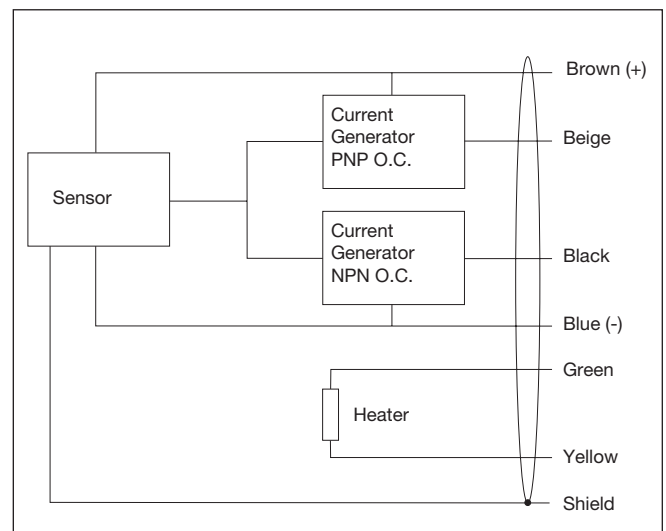 Brown (+)
Current
Generator
PNP O.C.
Beige
Sensor
Current
Generator
NPN O.C.
Black
Blue (-)
Green
Heater
Yellow
Shield